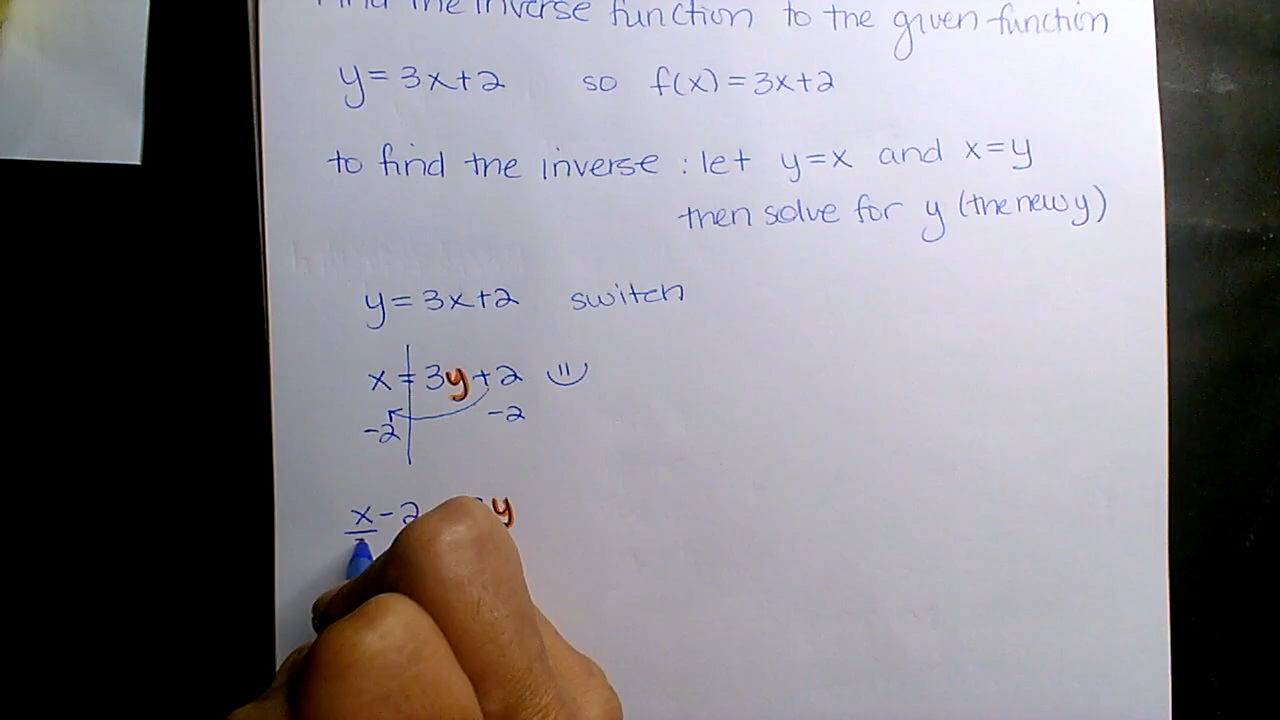 Find the inverse function to the given function
y = 3x+2 so f(x) = 3x+2
to find the inverse : let y=x and x=y
then solve for y (the new y)
y = 3x+2 switch
x = 3y+2
-2 -2
x-2 y